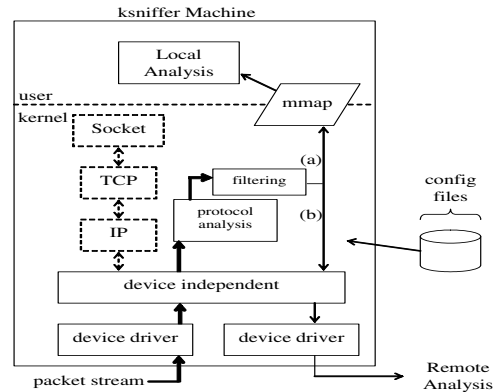 ksniffer Machine
Local
Analysis
user
mmap
kernel
Socket
(a)
TCP
filtering
config
files
protocol
analysis
(b)
IP
device independent
device driver
device driver
packet stream
Remote
Analysis